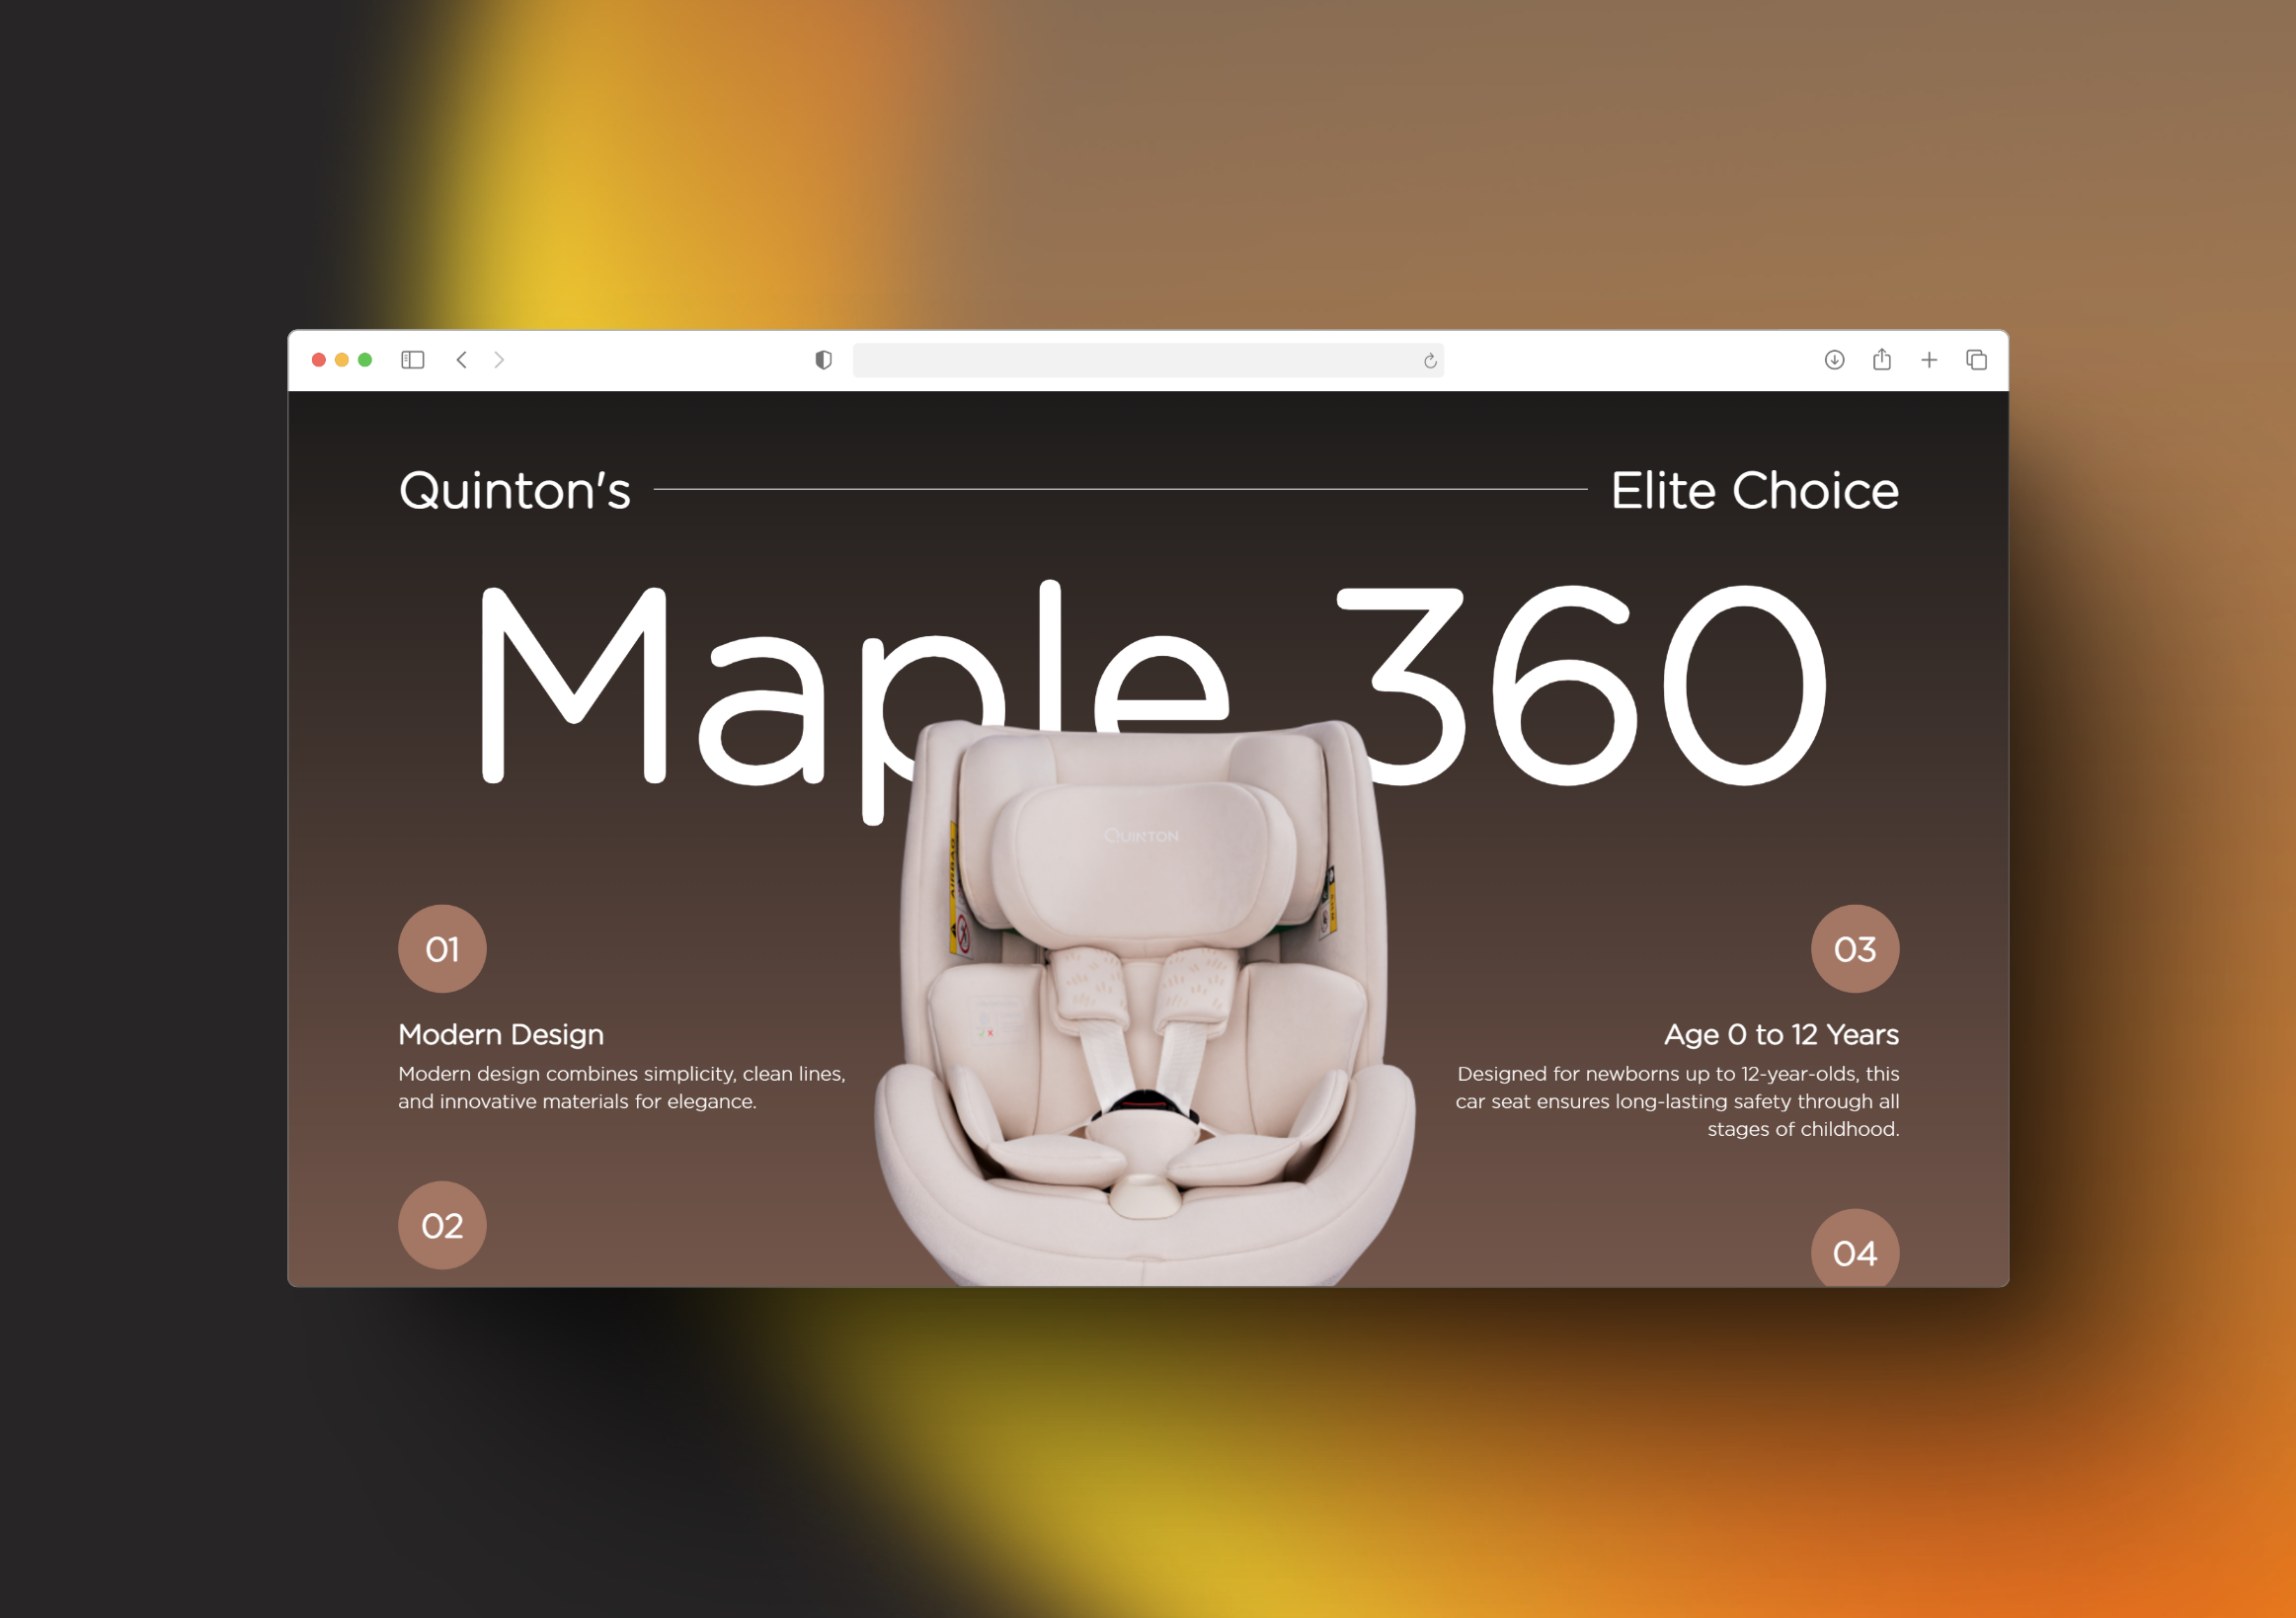 Quinton's
Elite Choice
Maple 360
QUINTON
AIRBAG
01
Modern Design
Modern design combines simplicity, clean lines,
and innovative materials for elegance.
02
03
Age 0 to 12 Years
Designed for newborns up to 12-year-olds, this
car seat ensures long-lasting safety through all
stages of childhood.
04